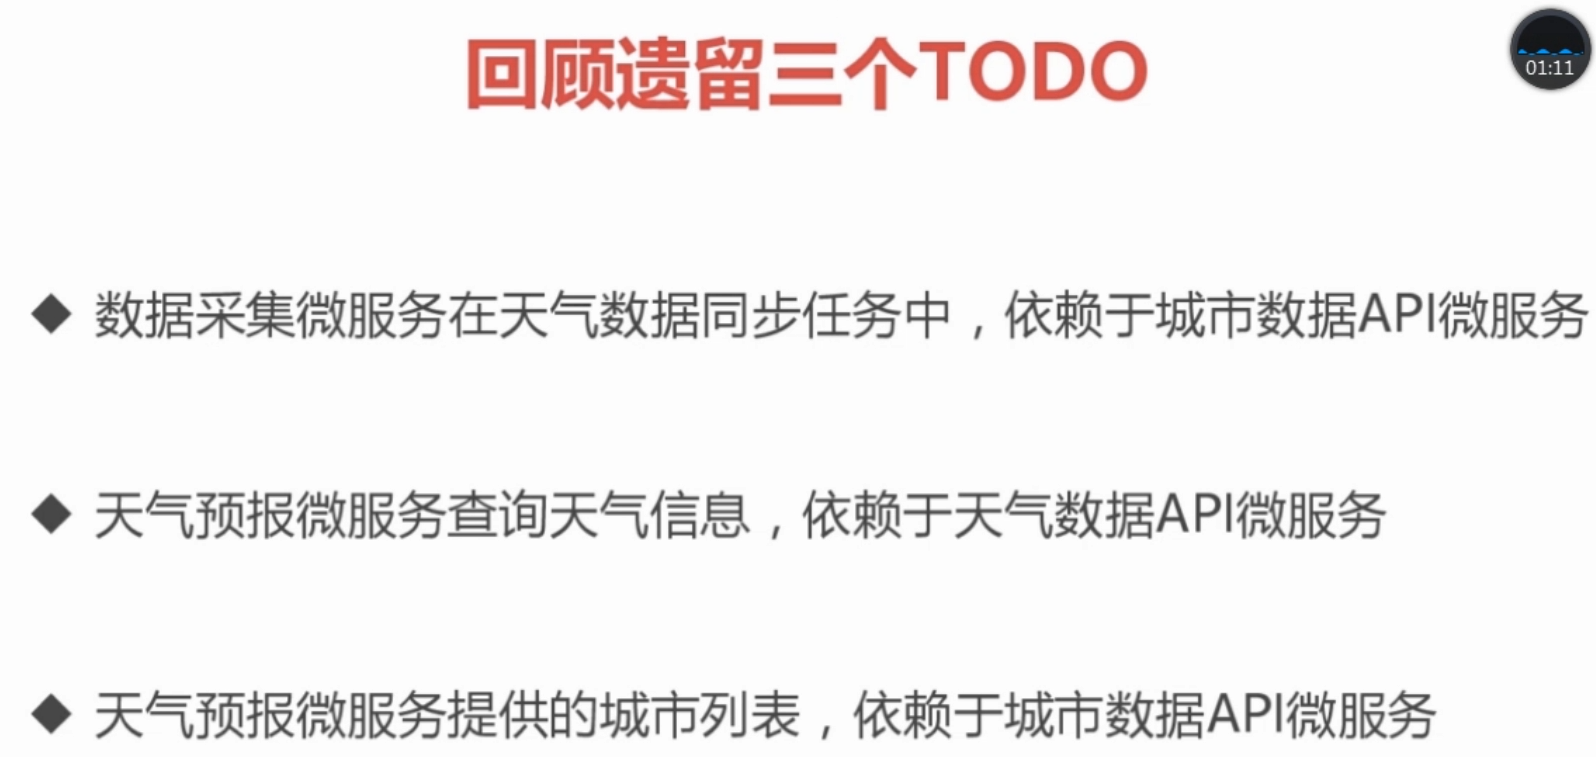 回顾遗留三个TODO
01:11
◆ 数据采集微服务在天气数据同步任务中，依赖于城市数据API微服务
◆ 天气预报微服务查询天气信息，依赖于天气数据API微服务
◆ 天气预报微服务提供的城市列表，依赖于城市数据API微服务